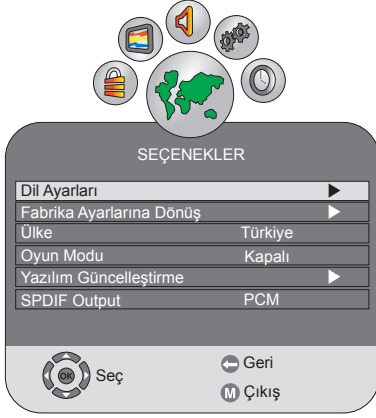 SEÇENEKLER
Dil Ayarları
Fabrika Ayarlarına Dönüş
Ülke Türkiye
Oyun Modu Kapalı
Yazılım Güncelleştirme
SPDIF Output PCM
OK Seç Geri
M Çıkış